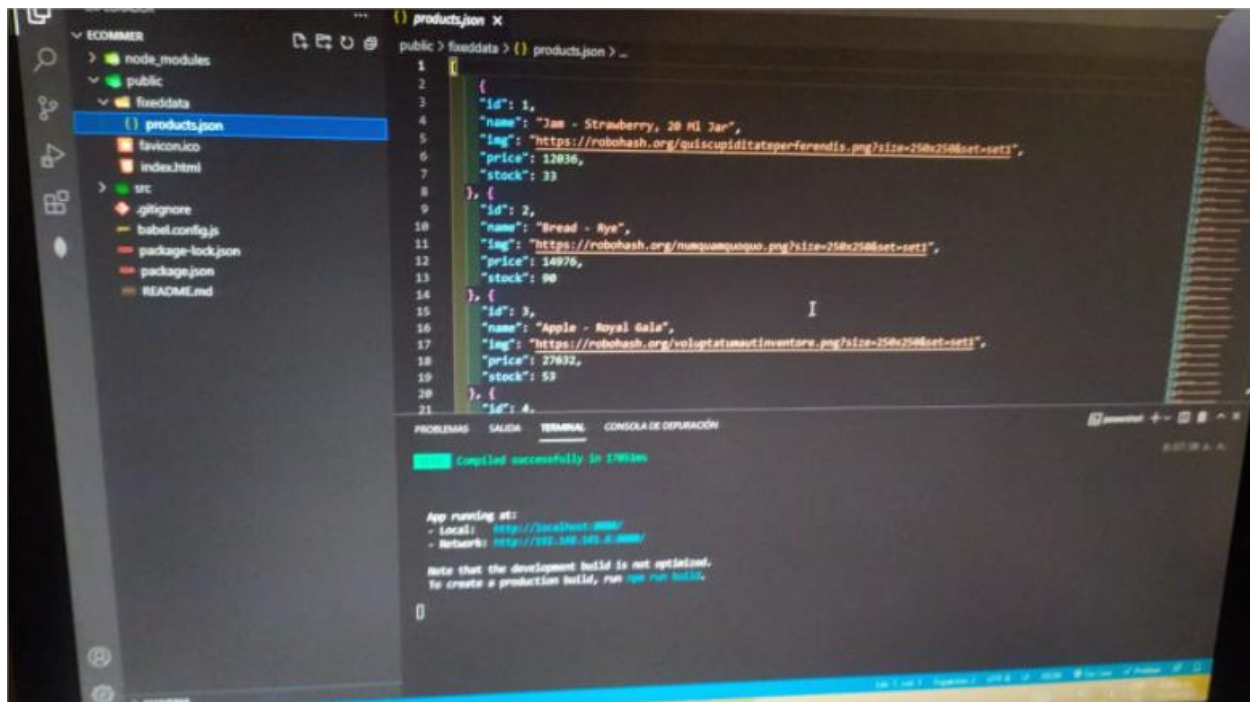 ECOMMER
node_modules
public
fixeddata
products.json
favicon.ico
index.html
src
.gitignore
babel.config.js
package-lock.json
package.json
README.md
{} products.json ×
public > fixeddata > {} products.json > ...
1 [
2 {
3 "id": 1,
4 "name": "Jam - Strawberry, 20 Ml Jar",
5 "img": "https://robohash.org/quiscupiditateperferendis.png?size=250x250&set=set1",
6 "price": 12036,
7 "stock": 33
8 }, {
9 "id": 2,
10 "name": "Bread - Rye",
11 "img": "https://robohash.org/numquamquoquo.png?size=250x250&set=set1",
12 "price": 14976,
13 "stock": 90
14 }, {
15 "id": 3,
16 "name": "Apple - Royal Gala",
17 "img": "https://robohash.org/voluptatumautinventore.png?size=250x250&set=set1",
18 "price": 27632,
19 "stock": 53
20 }, {
21 "id": 4,
PROBLEMAS SALIDA TERMINAL CONSOLA DE DEPURACIÓN
powershell
Compiled successfully in 17051ms
App running at:
- Local: http://localhost:8080/
- Network:
Note that the development build is not optimized.
To create a production build, run npm run build.